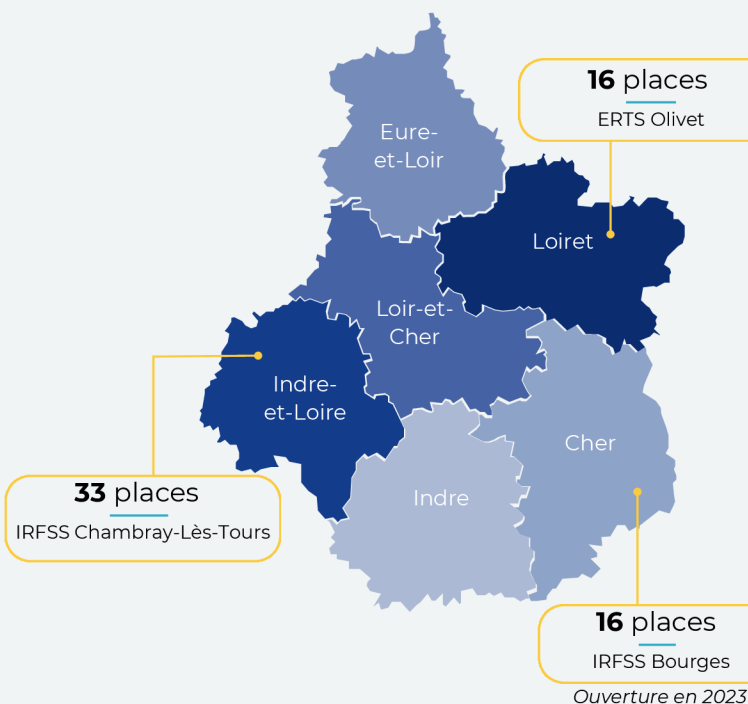 16 places
ERTS Olivet
Eure-
et-Loir
Loiret
Loir-et-
Cher
Indre-
et-Loire
Cher
33 places
IRFSS Chambray-Lès-Tours
Indre
16 places
IRFSS Bourges
Ouverture en 2023